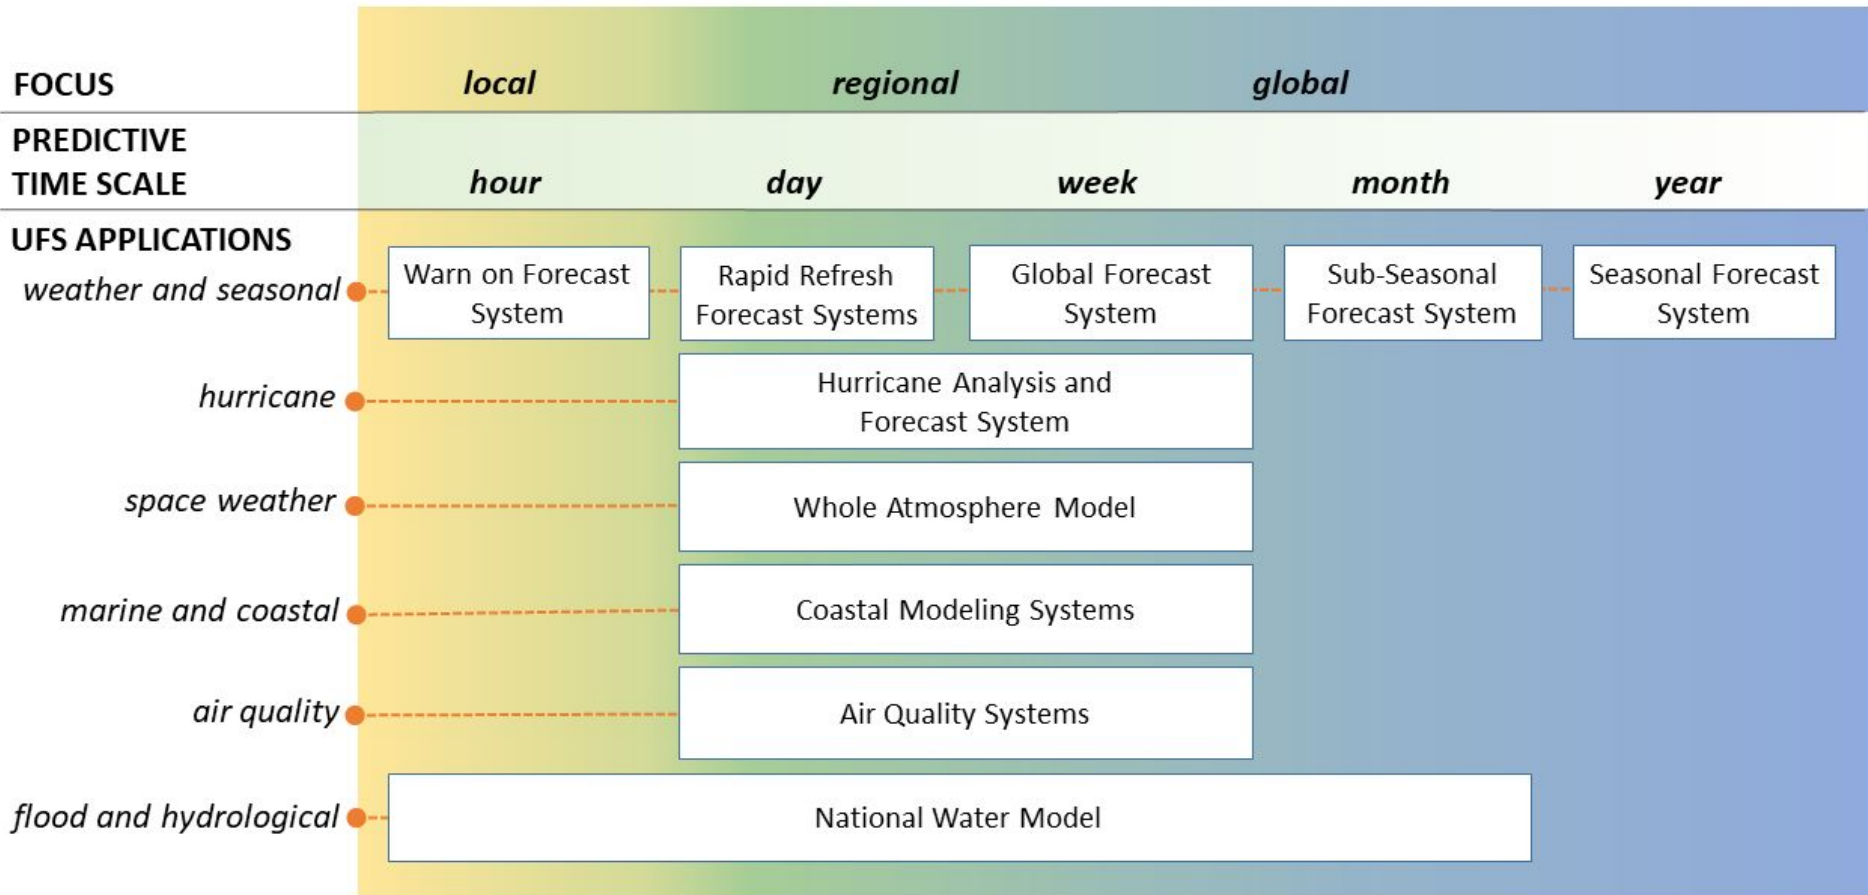 FOCUS local regional global
PREDICTIVE
TIME SCALE hour day week month year
UFS APPLICATIONS
weather and seasonal
Warn on Forecast
System
Rapid Refresh
Forecast Systems
Global Forecast
System
Sub-Seasonal
Forecast System
Seasonal Forecast
System
hurricane
Hurricane Analysis and
Forecast System
space weather
Whole Atmosphere Model
marine and coastal
Coastal Modeling Systems
air quality
Air Quality Systems
flood and hydrological
National Water Model